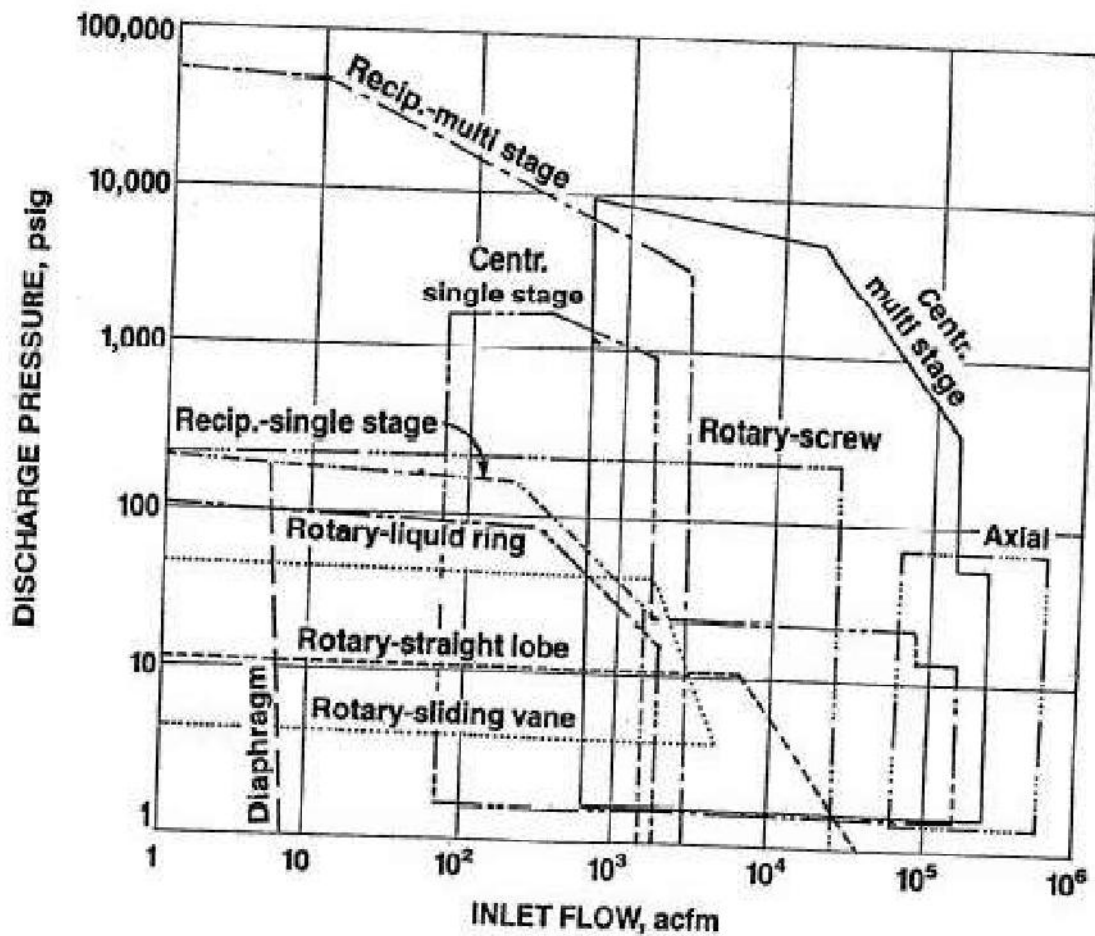 100,000
10,000
1,000
100
10
1
DISCHARGE PRESSURE, psig
Recip.-multi stage
Centr.
single stage
Centr.
multi stage
Recip.-single stage
Rotary-screw
Rotary-liquid ring
Axial
Rotary-straight lobe
Rotary-sliding vane
Diaphragm
1 10 10² 10³ 10⁴ 10⁵ 10⁶
INLET FLOW, acfm